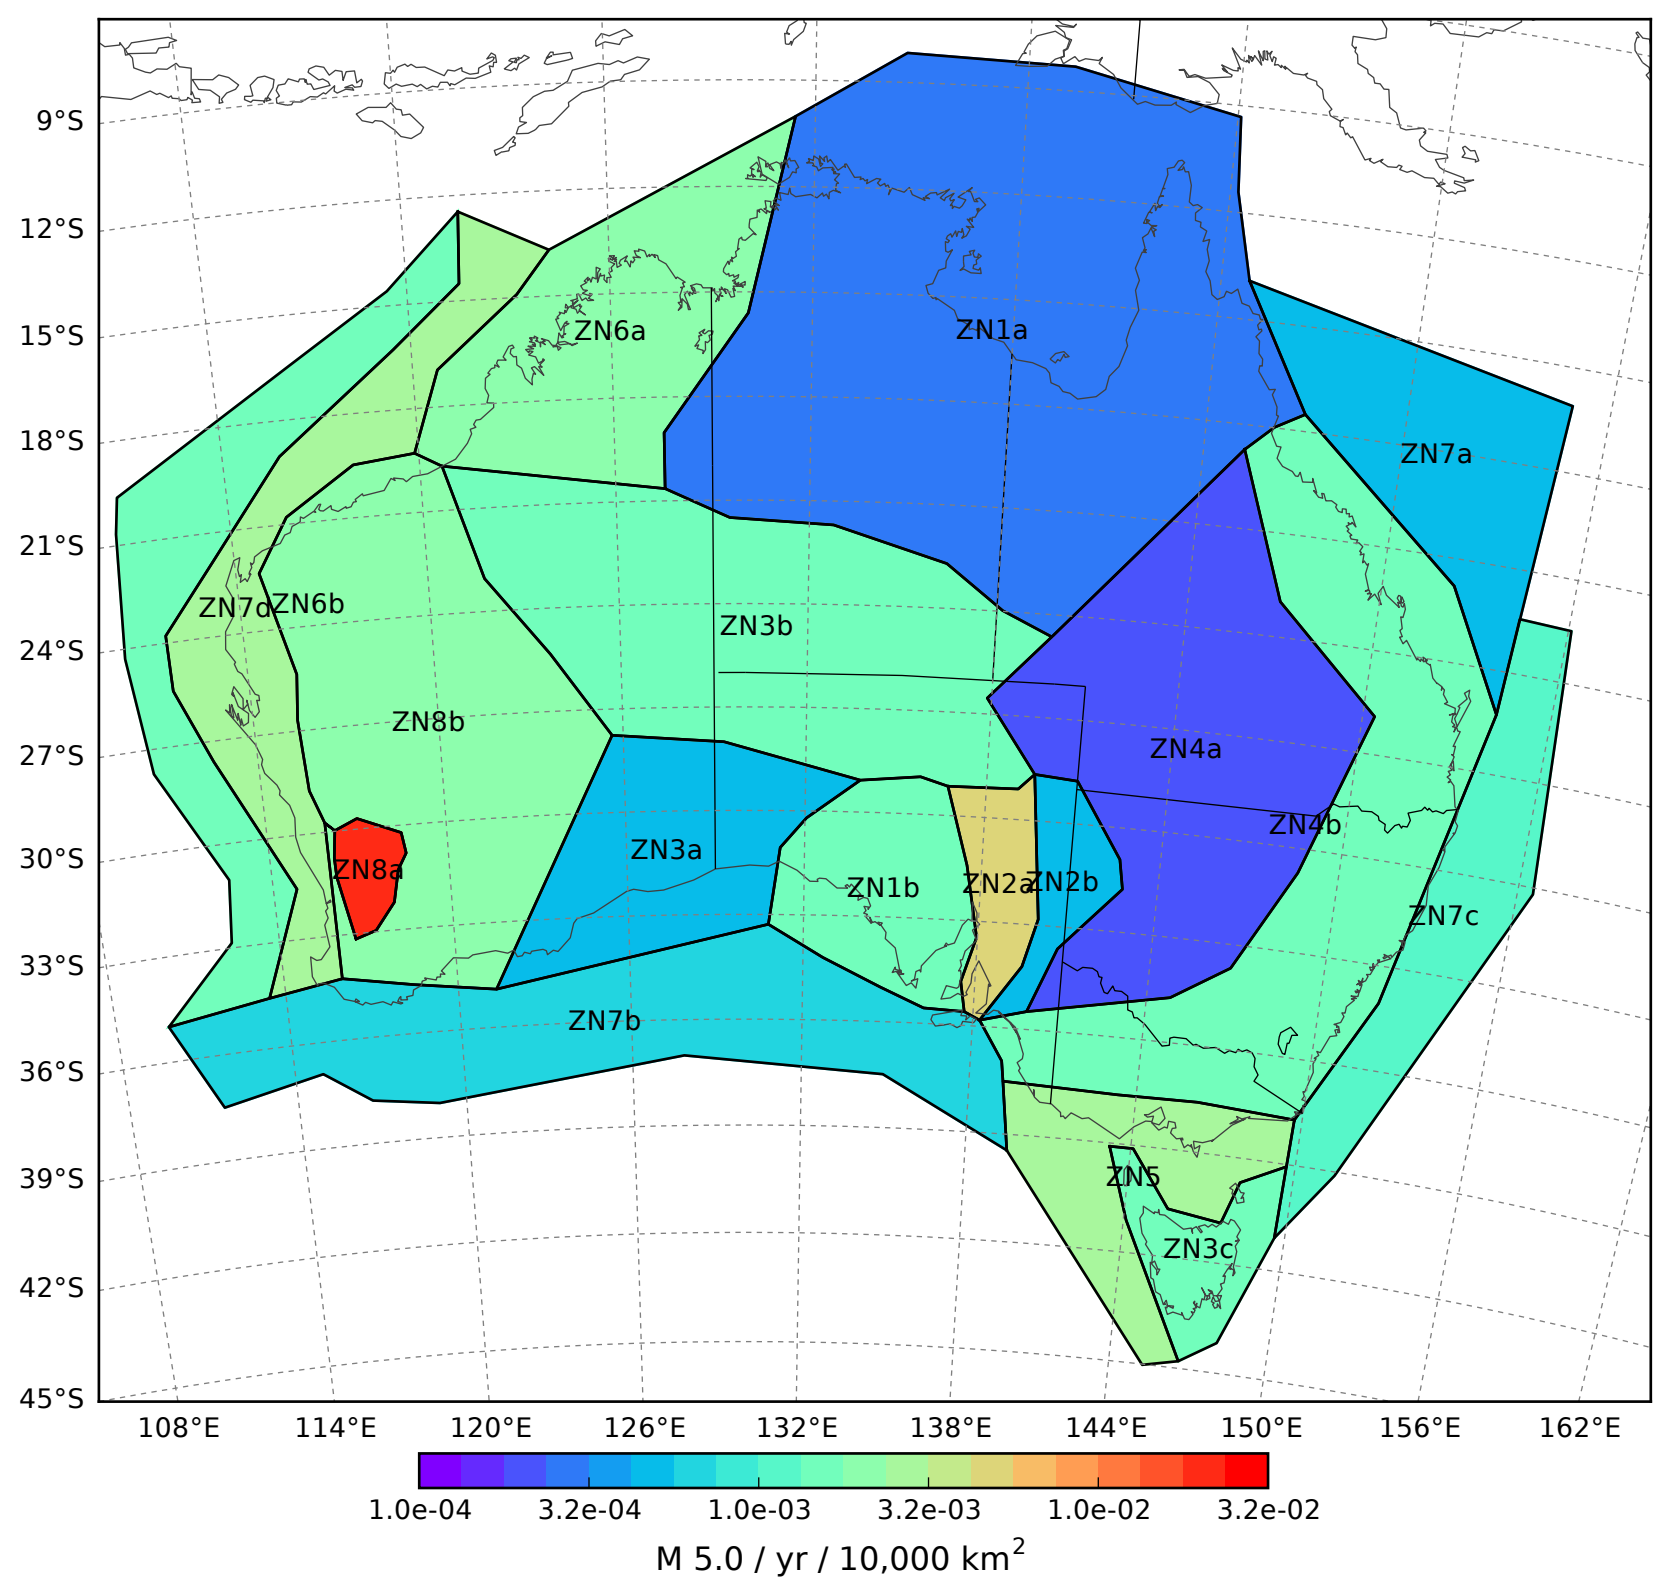 9°S
12°S
15°S
18°S
21°S
24°S
27°S
30°S
33°S
36°S
39°S
42°S
45°S
ZN6a
ZN1a
ZN7a
ZN7d
ZN6b
ZN3b
ZN8b
ZN4a
ZN4b
ZN3a
ZN8a
ZN1b
ZN2a
ZN2b
ZN7c
ZN7b
ZN5
ZN3c
108°E 114°E 120°E 126°E 132°E 138°E 144°E 150°E 156°E 162°E
1.0e-04 3.2e-04 1.0e-03 3.2e-03 1.0e-02 3.2e-02
M 5.0 / yr / 10,000 km²